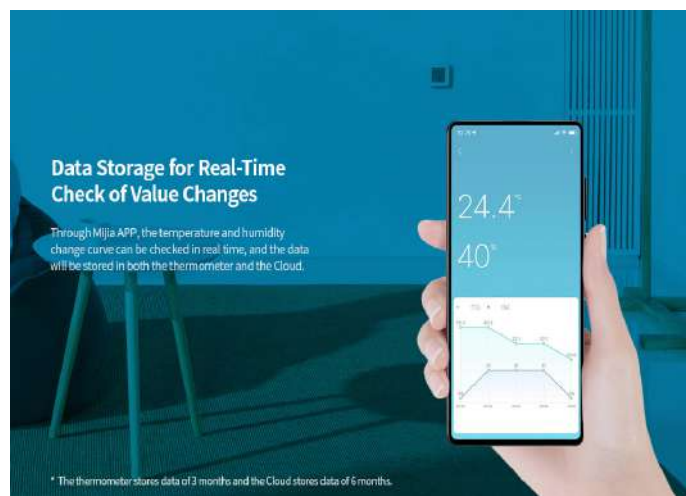 Data Storage for Real-Time
Check of Value Changes
Through Mijia APP, the temperature and humidity
change curve can be checked in real time, and the data
will be stored in both the thermometer and the Cloud.
24.4℃
40
* The thermometer stores data of 3 months and the Cloud stores data of 6 months.